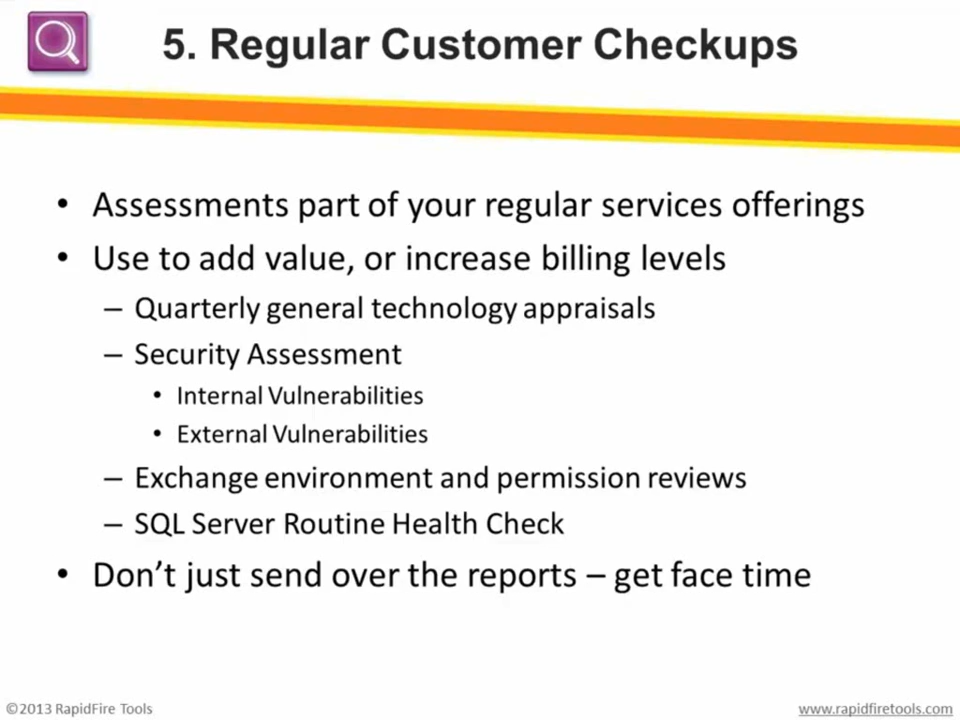 5. Regular Customer Checkups
• Assessments part of your regular services offerings
• Use to add value, or increase billing levels
– Quarterly general technology appraisals
– Security Assessment
• Internal Vulnerabilities
• External Vulnerabilities
– Exchange environment and permission reviews
– SQL Server Routine Health Check
• Don’t just send over the reports – get face time
©2013 RapidFire Tools
www.rapidfiretools.com